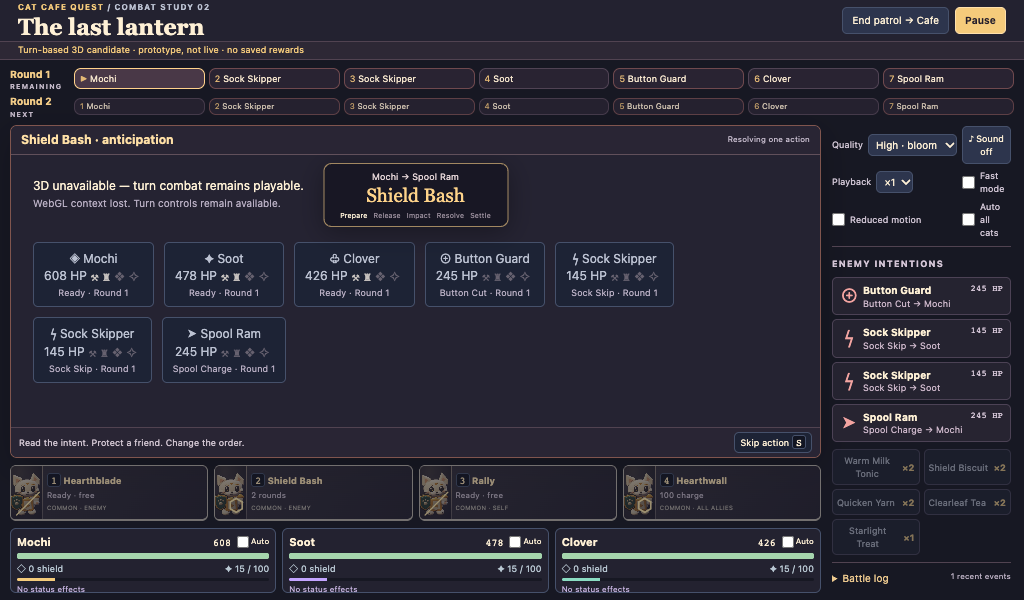 CAT CAFE QUEST / COMBAT STUDY 02
The last lantern
End patrol → Cafe
Pause
Turn-based 3D candidate · prototype, not live · no saved rewards
Round 1
REMAINING
▶ Mochi
2 Sock Skipper
3 Sock Skipper
4 Soot
5 Button Guard
6 Clover
7 Spool Ram
Round 2
NEXT
1 Mochi
2 Sock Skipper
3 Sock Skipper
4 Soot
5 Button Guard
6 Clover
7 Spool Ram
Shield Bash · anticipation
Resolving one action
3D unavailable — turn combat remains playable.
WebGL context lost. Turn controls remain available.
Mochi → Spool Ram
Shield Bash
Prepare Release Impact Resolve Settle
Mochi
608 HP
Ready · Round 1
Soot
478 HP
Ready · Round 1
Clover
426 HP
Ready · Round 1
Button Guard
245 HP
Button Cut · Round 1
Sock Skipper
145 HP
Sock Skip · Round 1
Sock Skipper
145 HP
Sock Skip · Round 1
Spool Ram
245 HP
Spool Charge · Round 1
Read the intent. Protect a friend. Change the order.
Skip action S
1 Hearthblade
Ready · free
COMMON · ENEMY
2 Shield Bash
2 rounds
COMMON · ENEMY
3 Rally
Ready · free
COMMON · SELF
4 Hearthwall
100 charge
COMMON · ALL ALLIES
Mochi 608 Auto
0 shield 15 / 100
No status effects
Soot 478 Auto
0 shield 15 / 100
No status effects
Clover 426 Auto
0 shield 15 / 100
No status effects
Quality High · bloom
♪ Sound
off
Playback x1
Fast
mode
Reduced motion
Auto
all
cats
ENEMY INTENTIONS
Button Guard 245 HP
Button Cut → Mochi
Sock Skipper 145 HP
Sock Skip → Soot
Sock Skipper 145 HP
Sock Skip → Soot
Spool Ram 245 HP
Spool Charge → Mochi
Warm Milk
Tonic ×2
Shield Biscuit ×2
Quicken Yarn ×2
Clearleaf Tea ×2
Starlight
Treat ×1
▶ Battle log
1 recent events